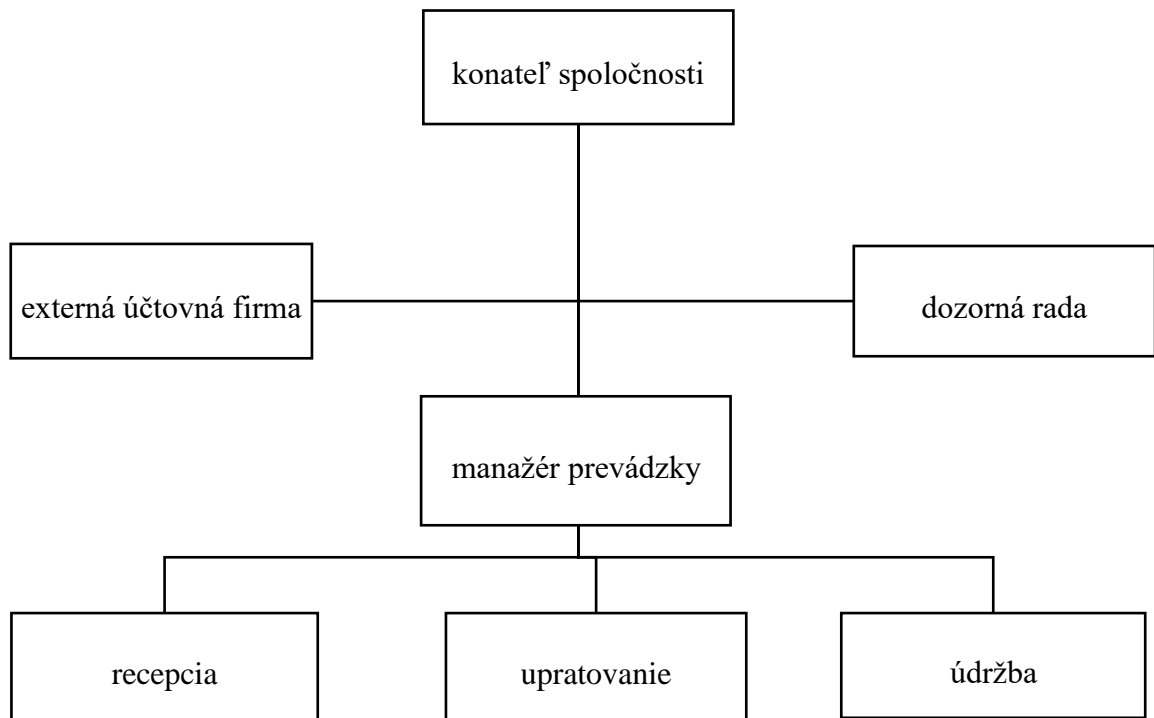 konateľ spoločnosti
externá účtovná firma
dozorná rada
manažér prevádzky
recepcia
upratovanie
údržba